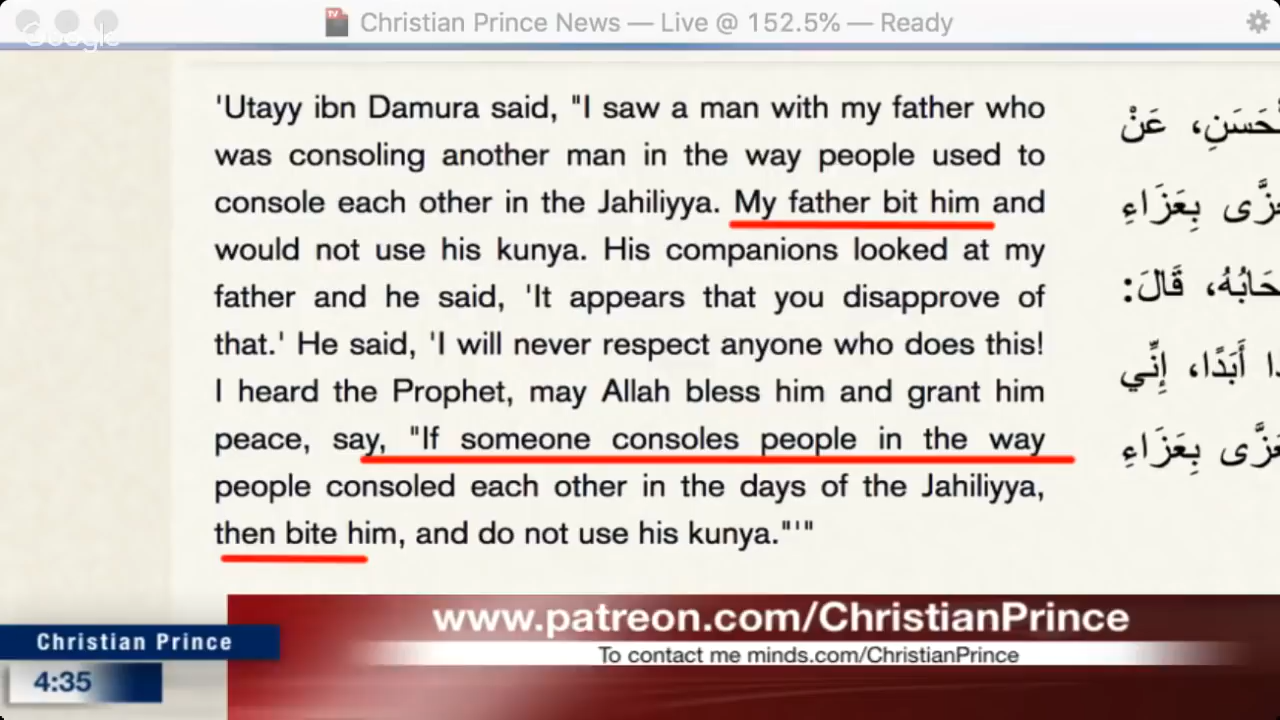 Google
Christian Prince News — Live @ 152.5% — Ready
'Utayy ibn Damura said, "I saw a man with my father who
was consoling another man in the way people used to
console each other in the Jahiliyya. My father bit him and
would not use his kunya. His companions looked at my
father and he said, 'It appears that you disapprove of
that.' He said, 'I will never respect anyone who does this!
I heard the Prophet, may Allah bless him and grant him
peace, say, "If someone consoles people in the way
people consoled each other in the days of the Jahiliyya,
then bite him, and do not use his kunya."'"
عَنْ
بِعَزَاءِ
قَالَ:
أَبَدًا، إِنِّي
بِعَزَاءِ
www.patreon.com/ChristianPrince
Christian Prince
To contact me minds.com/ChristianPrince
4:35